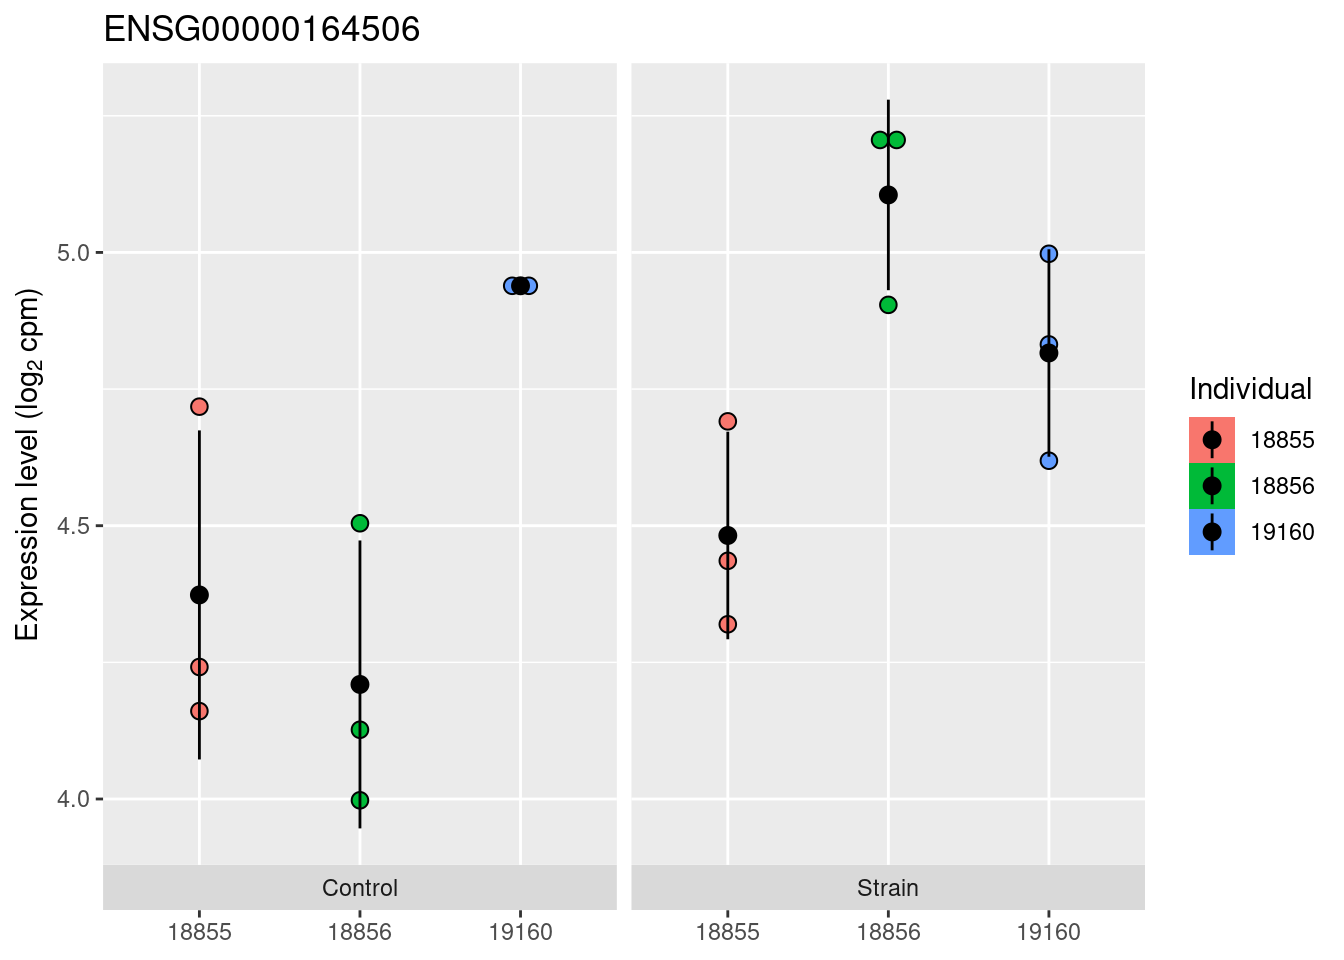 ENSG00000164506
Expression level (log₂ cpm)
5.0
4.5
4.0
Control
Strain
18855
18856
19160
18855
18856
19160
Individual
18855
18856
19160